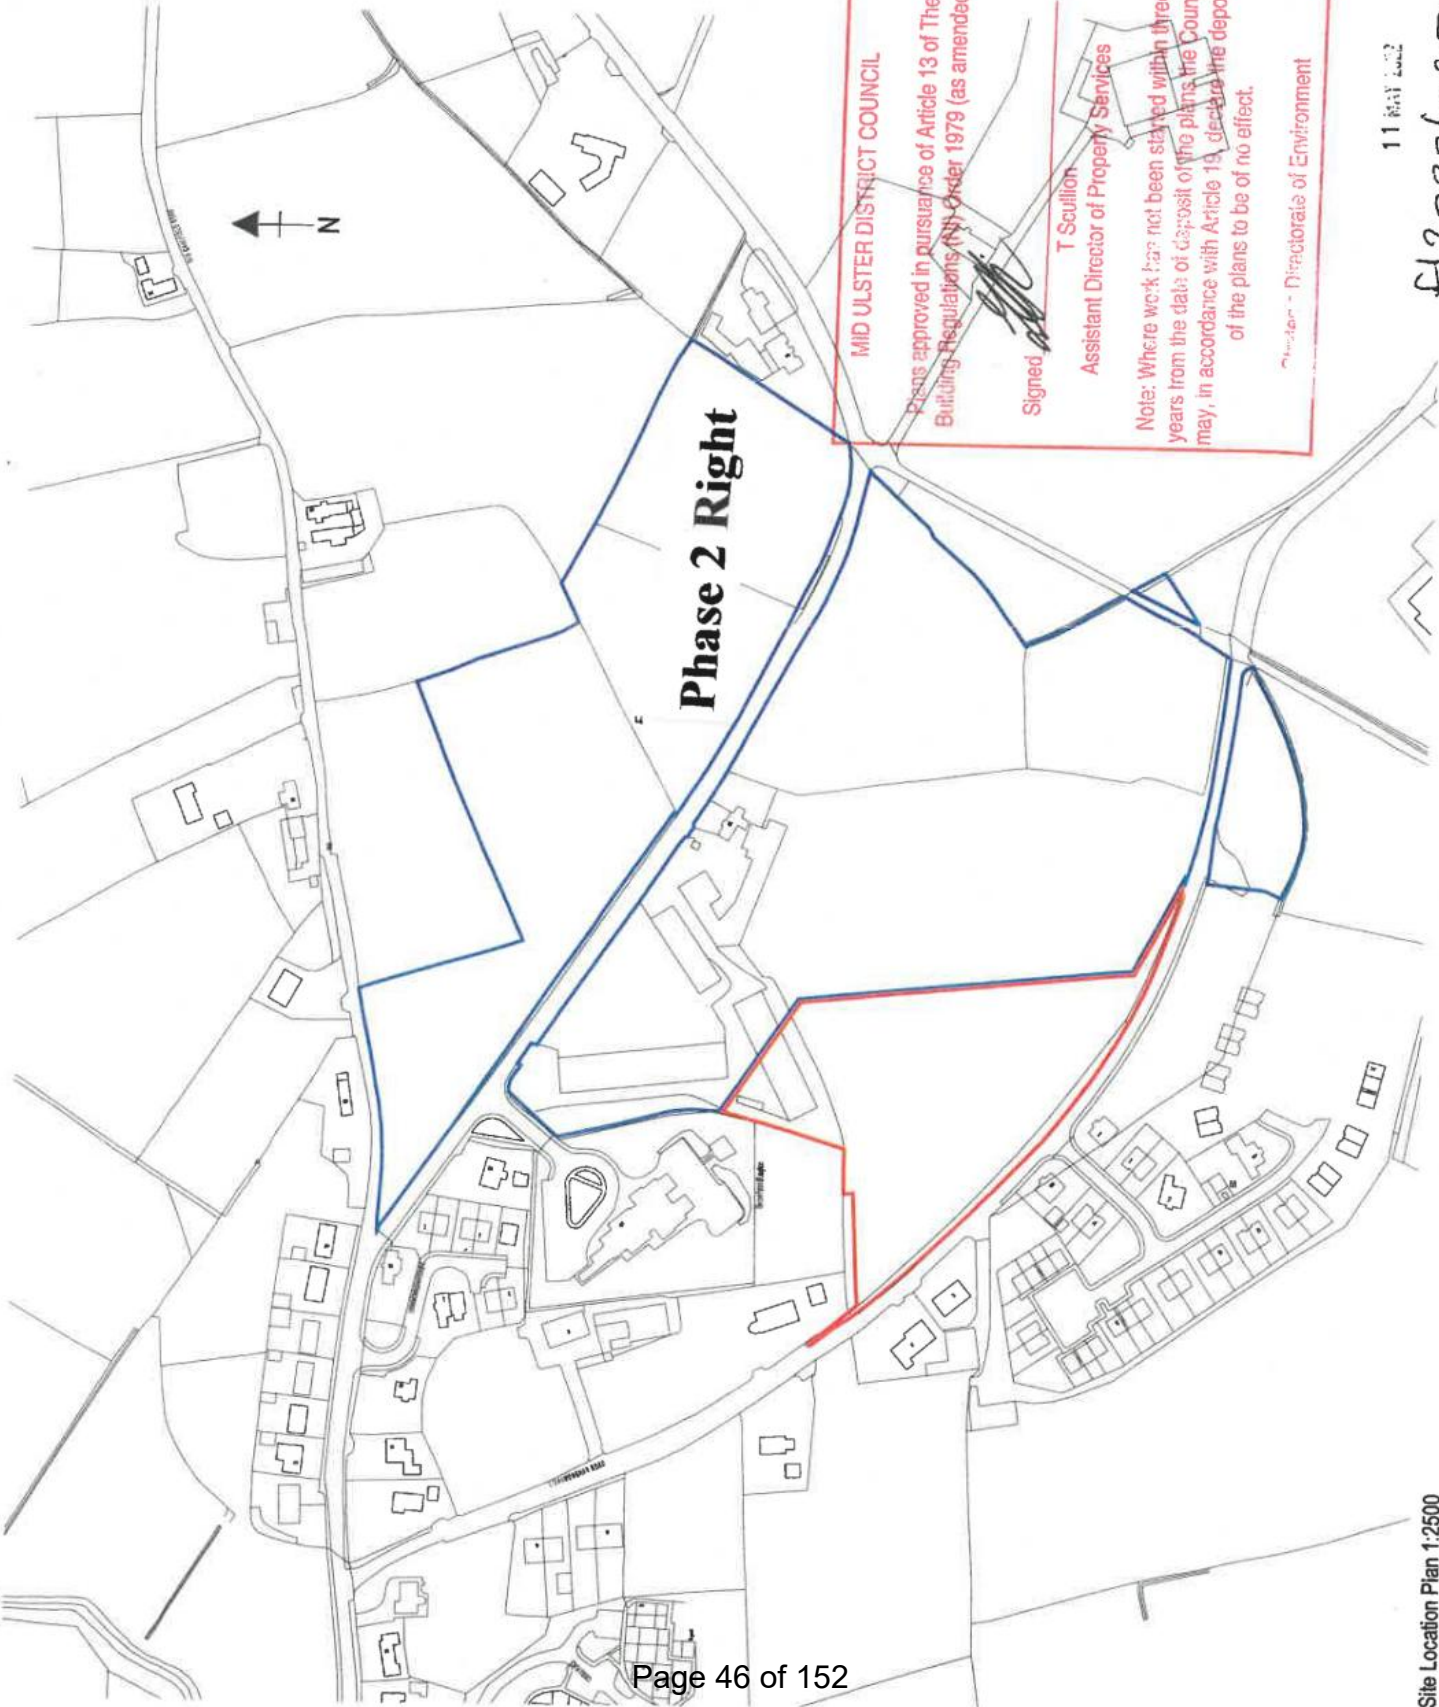 N
Phase 2 Right
MID ULSTER DISTRICT COUNCIL
Plans approved in pursuance of Article 13 of The
Building Regulations (NI) Order 1979 (as amended
Signed
T Scullion
Assistant Director of Property Services
Note: Where work has not been started within three
years from the date of deposit of the plans the Coun
may, in accordance with Article 19, declare the depo
of the plans to be of no effect.
Directorate of Environment
11 MAY 2022
Site Location Plan 1:2500
Page 46 of 152